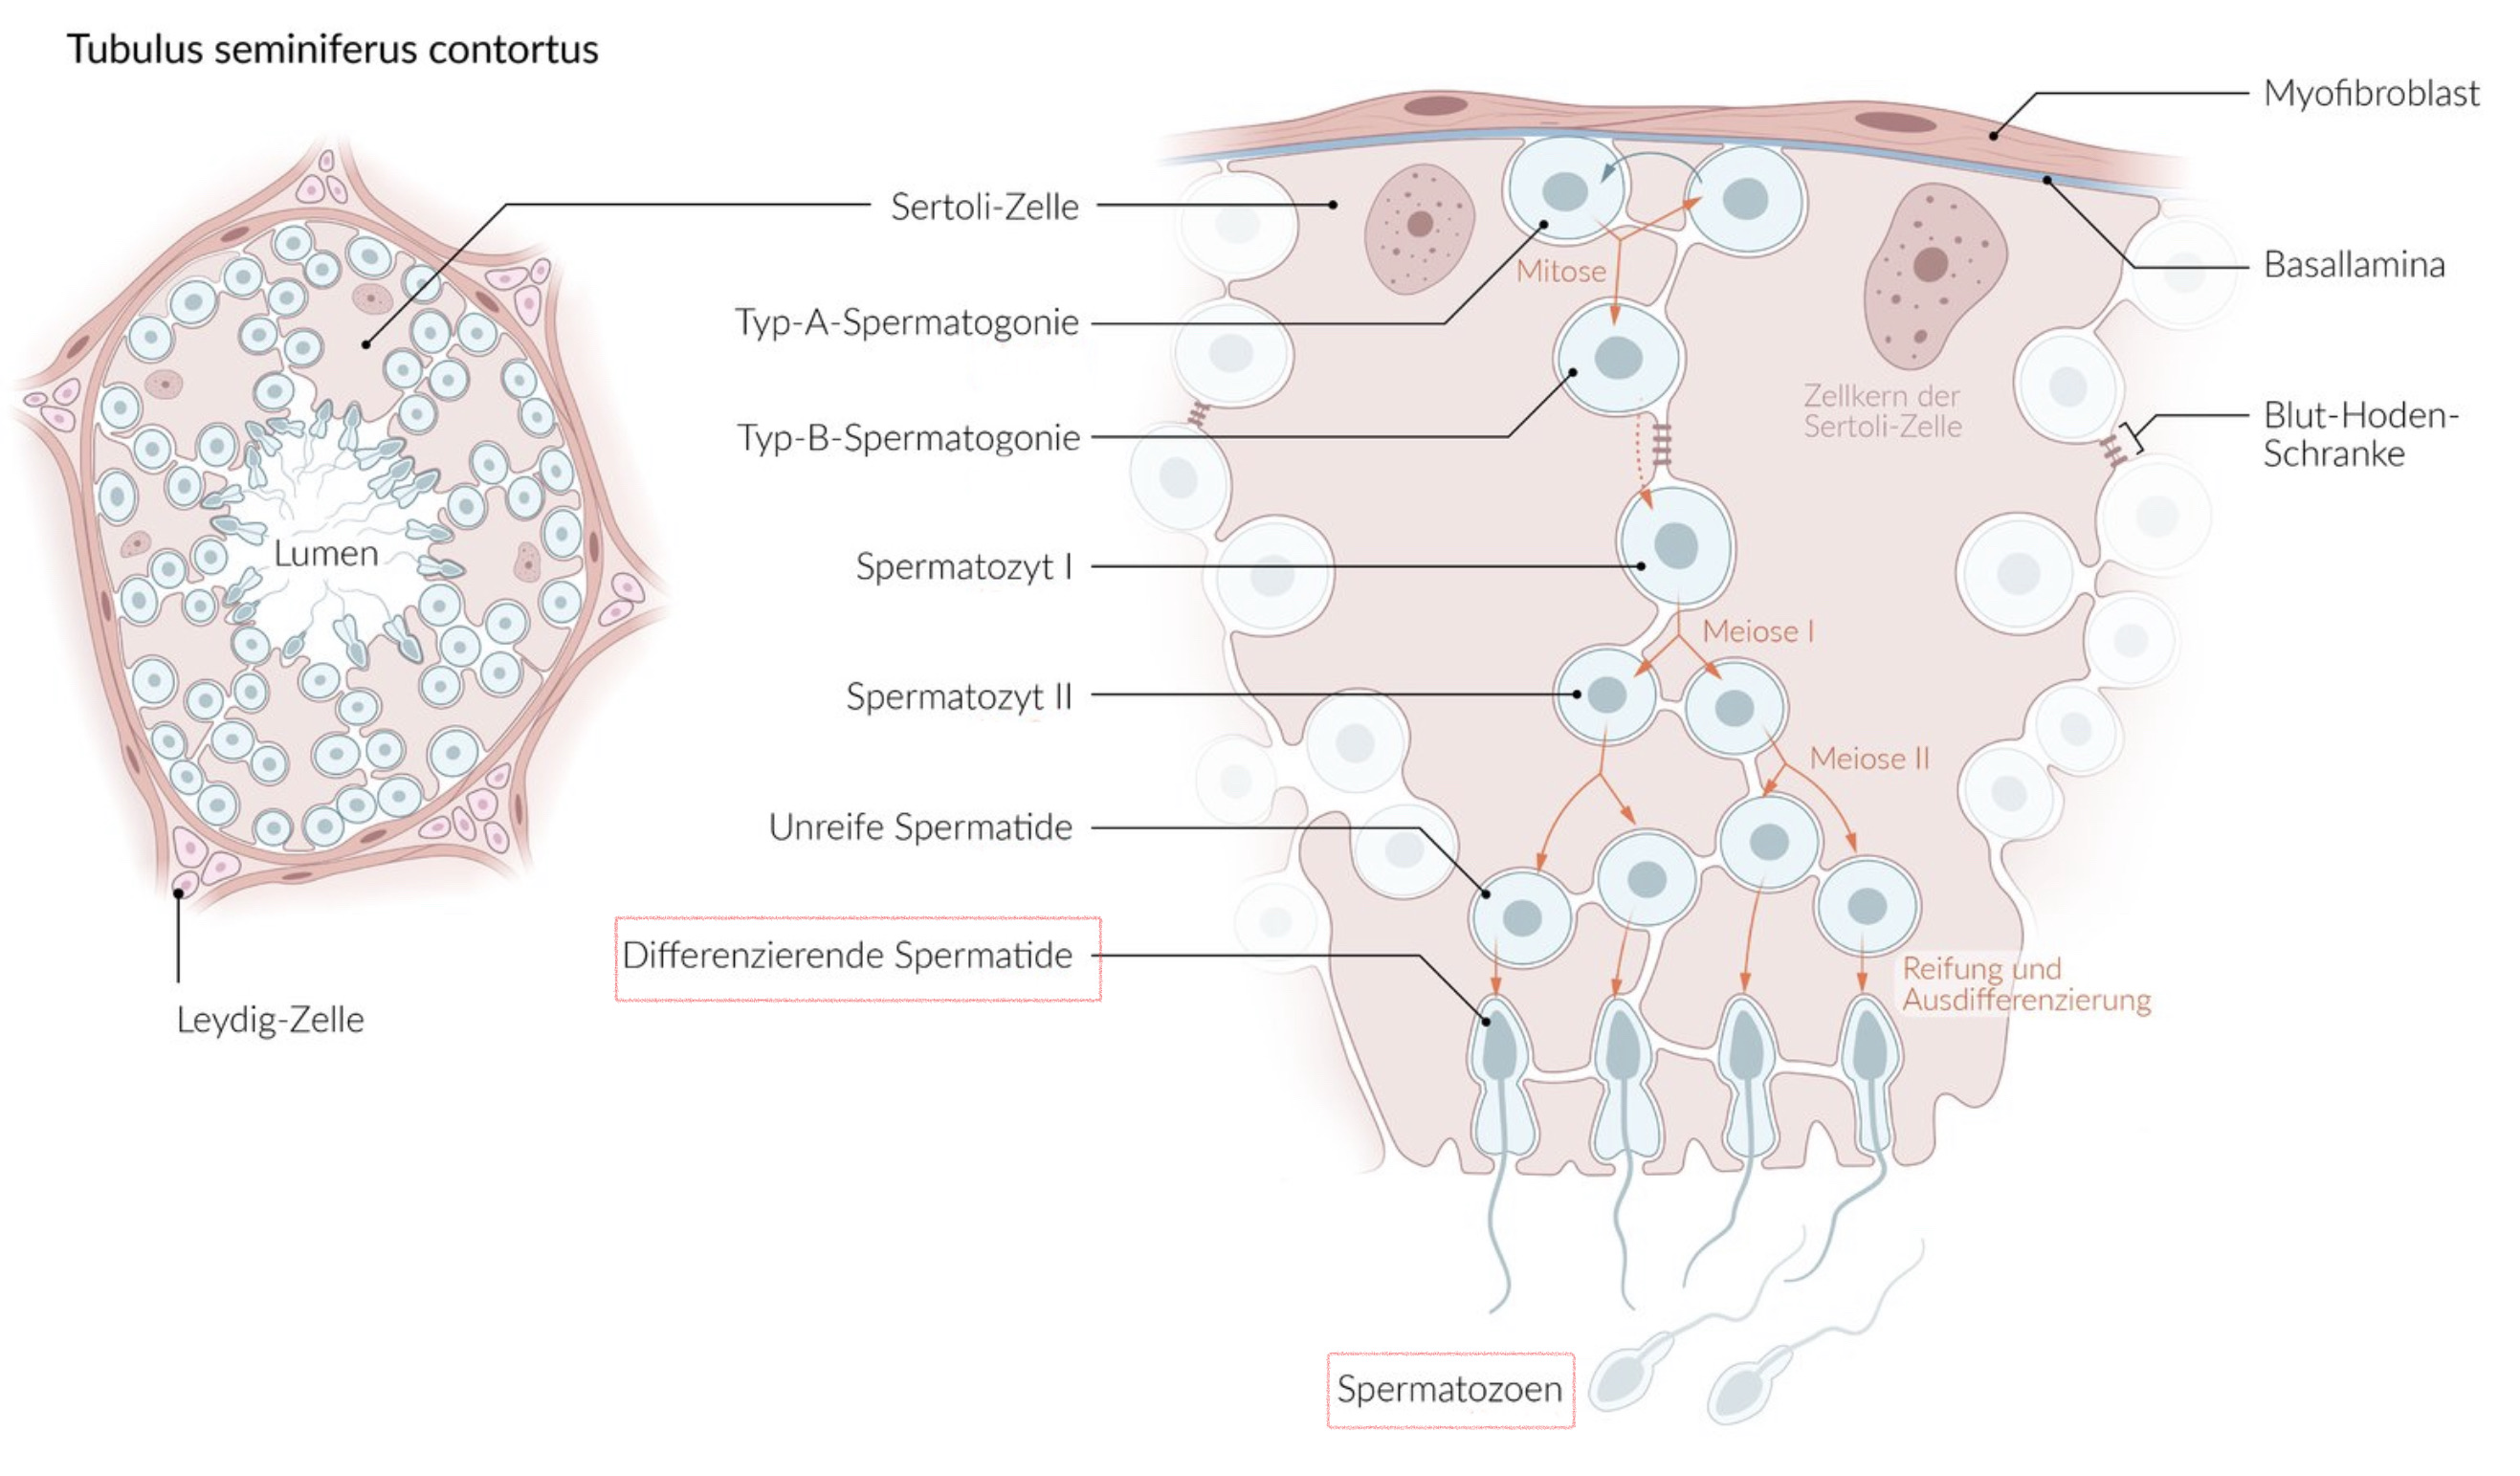 Tubulus seminiferus contortus
Myofibroblast
Sertoli-Zelle
Basallamina
Mitose
Typ-A-Spermatogonie
Zellkern der
Sertoli-Zelle
Blut-Hoden-
Schranke
Typ-B-Spermatogonie
Lumen
Spermatozyt I
Meiose I
Spermatozyt II
Meiose II
Unreife Spermatide
Differenzierende Spermatide
Reifung und
Ausdifferenzierung
Leydig-Zelle
Spermatozoen